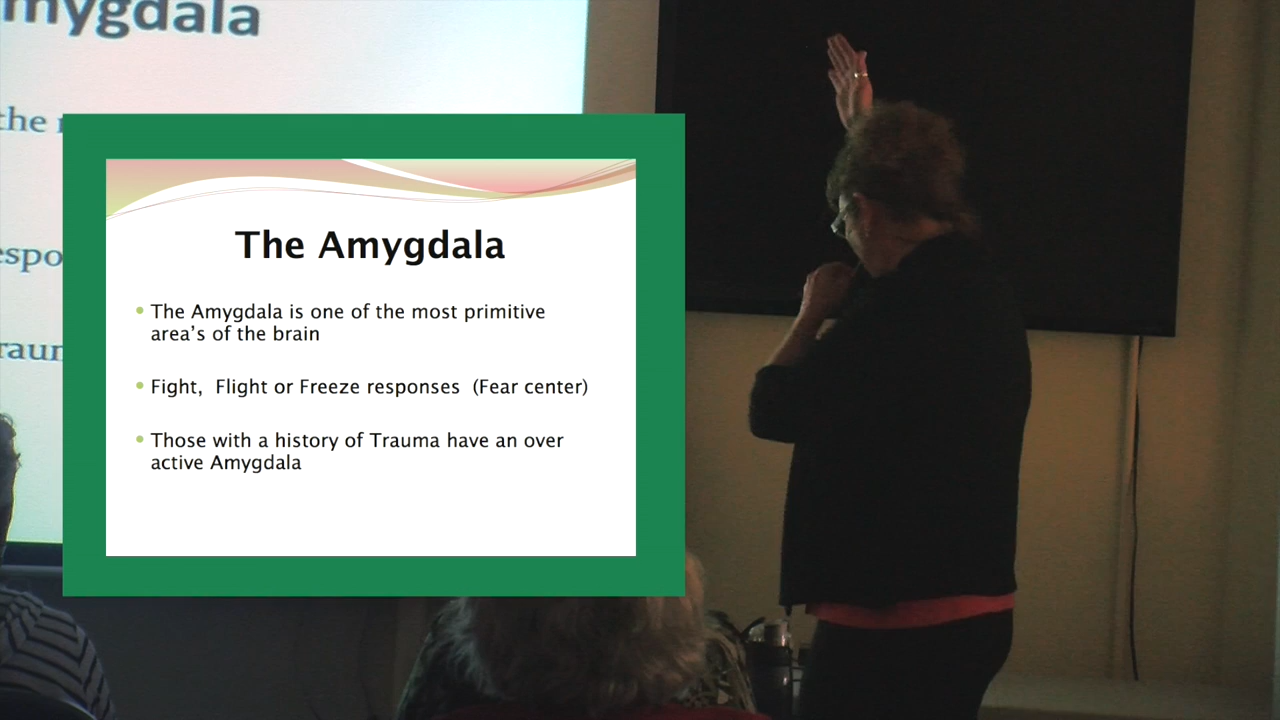 mygdala
the
espo
raum
The Amygdala
• The Amygdala is one of the most primitive
area's of the brain
• Fight,  Flight or Freeze responses  (Fear center)
• Those with a history of Trauma have an over
active Amygdala